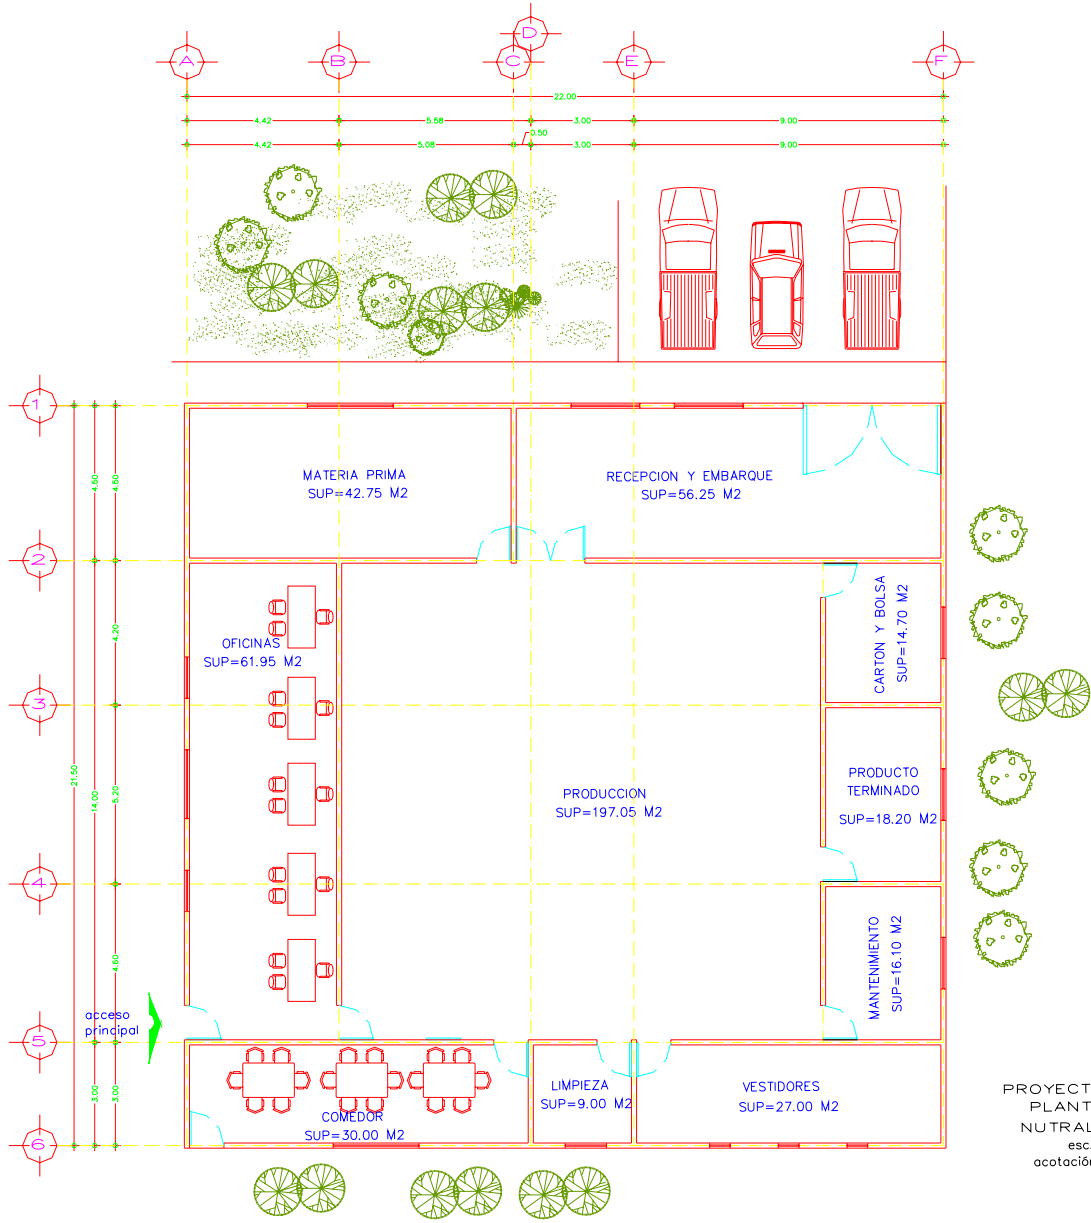 A B C D E F
22.00
4.42 5.58 3.00 9.00
0.50
4.42 5.08 3.00 9.00
1
2
3
4
5
6
4.50 4.50
4.20
21.50
14.00 5.20
4.60
3.00 3.00
MATERIA PRIMA
SUP=42.75 M2
RECEPCION Y EMBARQUE
SUP=56.25 M2
OFICINAS
SUP=61.95 M2
CARTON Y BOLSA
SUP=14.70 M2
PRODUCCION
SUP=197.05 M2
PRODUCTO
TERMINADO
SUP=18.20 M2
MANTENIMIENTO
SUP=16.10 M2
acceso
principal
COMEDOR
SUP=30.00 M2
LIMPIEZA
SUP=9.00 M2
VESTIDORES
SUP=27.00 M2
PROYECT
PLANT
NUTRAL
esc.
acotación